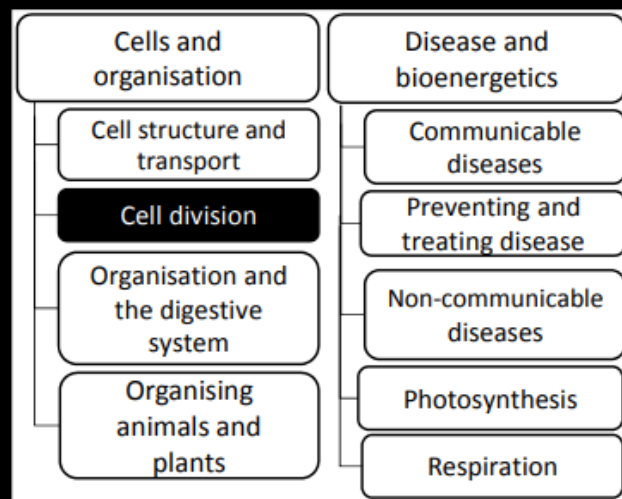 Cells and
organisation
Cell structure and
transport
Cell division
Organisation and
the digestive
system
Organising
animals and
plants
Disease and
bioenergetics
Communicable
diseases
Preventing and
treating disease
Non-communicable
diseases
Photosynthesis
Respiration